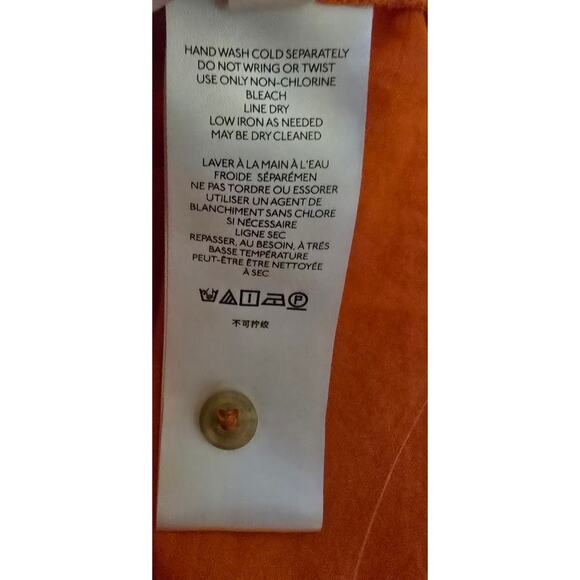 HAND WASH COLD SEPARATELY
DO NOT WRING OR TWIST
USE ONLY NON-CHLORINE
BLEACH
LINE DRY
LOW IRON AS NEEDED
MAY BE DRY CLEANED
LAVER À LA MAIN À L'EAU
FROIDE SÉPARÉMEN
NE PAS TORDRE OU ESSORER
UTILISER UN AGENT DE
BLANCHIMENT SANS CHLORE
SI NÉCESSAIRE
LIGNE SEC
REPASSER, AU BESOIN, À TRÉS
BASSE TEMPÉRATURE
PEUT-ÊTRE ÊTRE NETTOYÉE
À SEC
P
不可拧绞